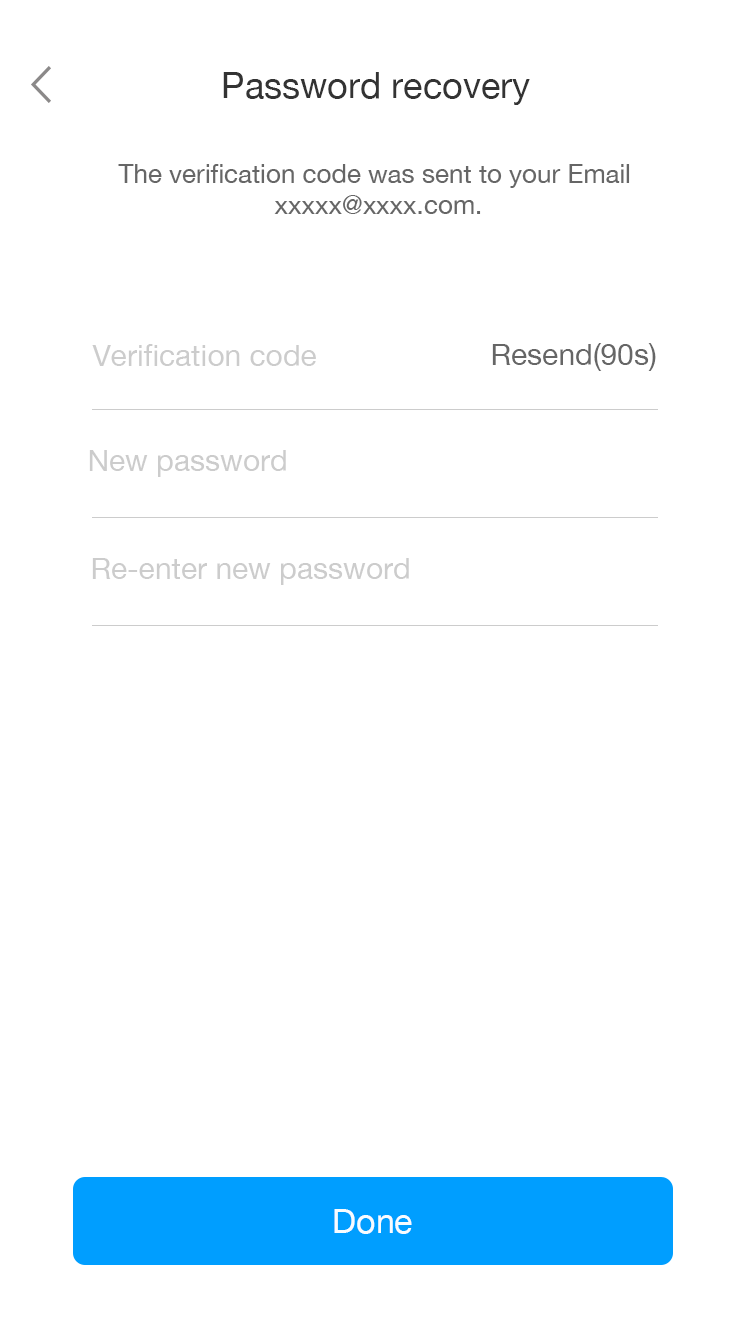 Password recovery
The verification code was sent to your Email
xxxxx@xxxx.com.
Verification code Resend(90s)
New password
Re-enter new password
Done